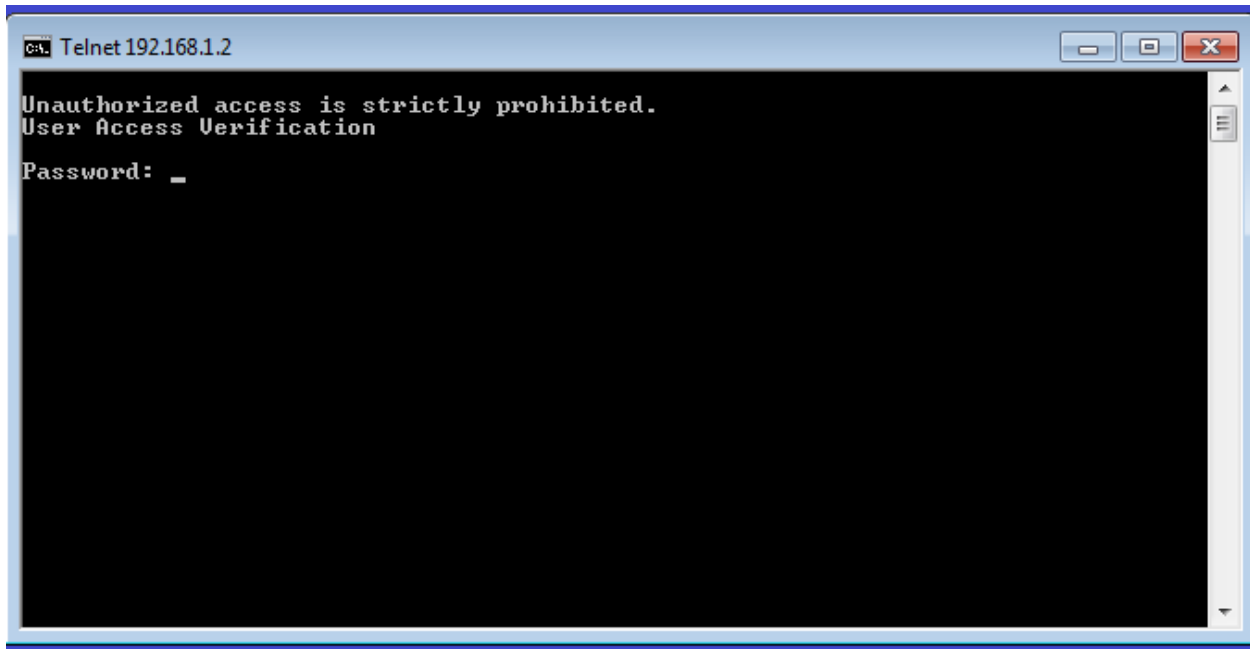 Telnet 192.168.1.2
Unauthorized access is strictly prohibited.
User Access Verification
Password: _